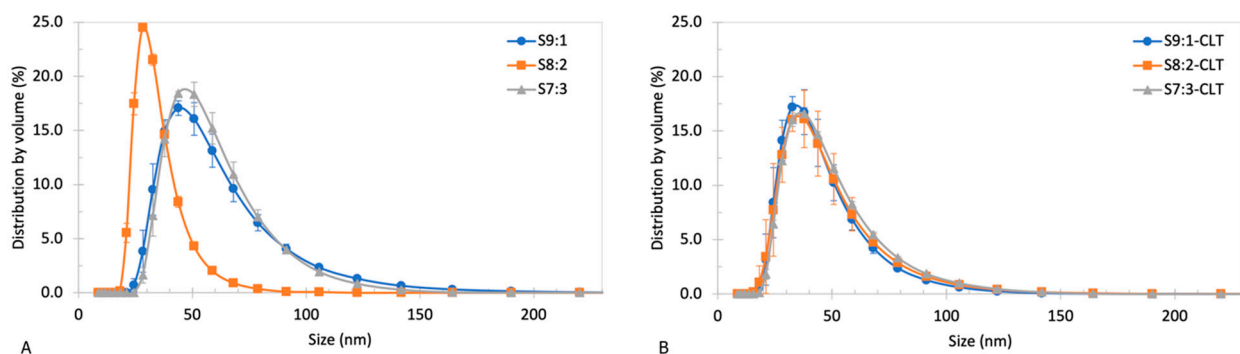 25.0
20.0
15.0
10.0
5.0
0.0
Distribution by volume (%)
S9:1
S8:2
S7:3
0 50 100 150 200
Size (nm)
A
25.0
20.0
15.0
10.0
5.0
0.0
Distribution by volume (%)
S9:1-CLT
S8:2-CLT
S7:3-CLT
0 50 100 150 200
Size (nm)
B